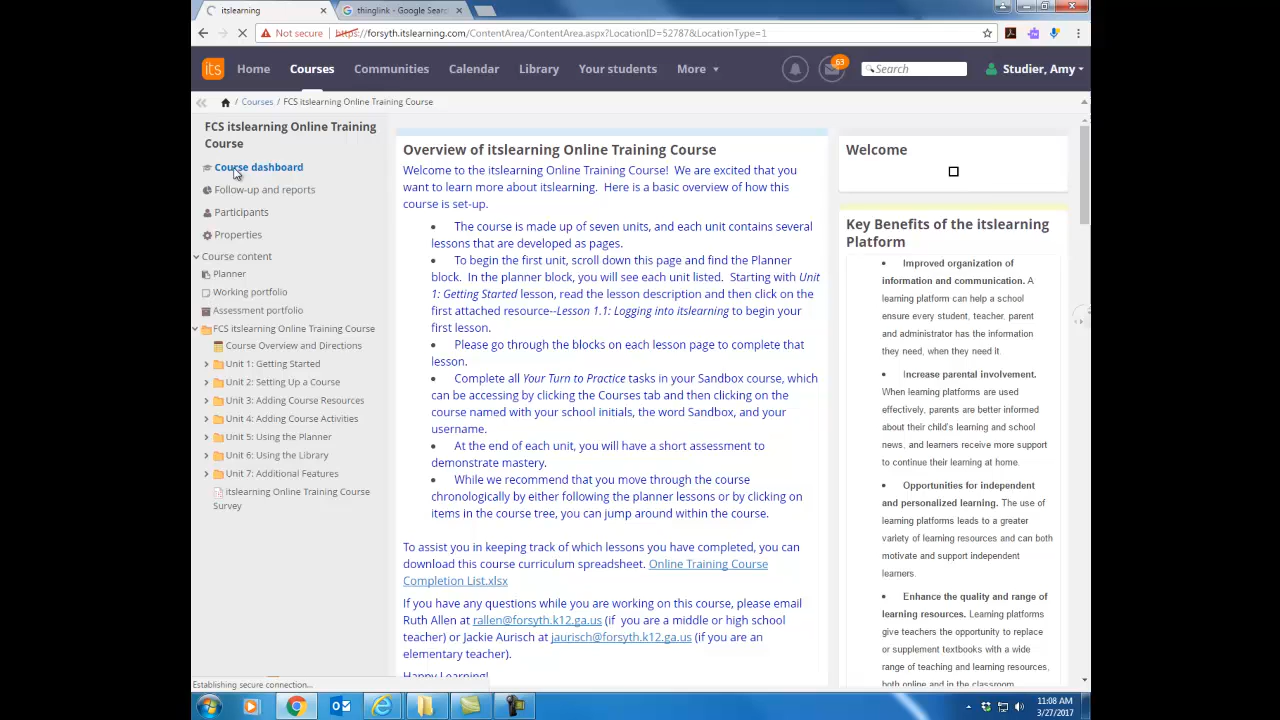 itslearning
thinglink - Google Sear
Not secure https://forsyth.itslearning.com/ContentArea/ContentArea.aspx?LocationID=52787&LocationType=1
its Home Courses Communities Calendar Library Your students More 63 Search Studier, Amy
/ Courses / FCS itslearning Online Training Course
FCS itslearning Online Training
Course
Course dashboard
Follow-up and reports
Participants
Properties
Course content
Planner
Working portfolio
Assessment portfolio
FCS itslearning Online Training Course
Course Overview and Directions
Unit 1: Getting Started
Unit 2: Setting Up a Course
Unit 3: Adding Course Resources
Unit 4: Adding Course Activities
Unit 5: Using the Planner
Unit 6: Using the Library
Unit 7: Additional Features
itslearning Online Training Course
Survey
Overview of itslearning Online Training Course
Welcome to the itslearning Online Training Course! We are excited that you
want to learn more about itslearning. Here is a basic overview of how this
course is set-up.
• The course is made up of seven units, and each unit contains several
lessons that are developed as pages.
• To begin the first unit, scroll down this page and find the Planner
block. In the planner block, you will see each unit listed. Starting with Unit
1: Getting Started lesson, read the lesson description and then click on the
first attached resource--Lesson 1.1: Logging into itslearning to begin your
first lesson.
• Please go through the blocks on each lesson page to complete that
lesson.
• Complete all Your Turn to Practice tasks in your Sandbox course, which
can be accessing by clicking the Courses tab and then clicking on the
course named with your school initials, the word Sandbox, and your
username.
• At the end of each unit, you will have a short assessment to
demonstrate mastery.
• While we recommend that you move through the course
chronologically by either following the planner lessons or by clicking on
items in the course tree, you can jump around within the course.
To assist you in keeping track of which lessons you have completed, you can
download this course curriculum spreadsheet. Online Training Course
Completion List.xlsx
If you have any questions while you are working on this course, please email
Ruth Allen at rallen@forsyth.k12.ga.us (if you are a middle or high school
teacher) or Jackie Aurisch at jaurisch@forsyth.k12.ga.us (if you are an
elementary teacher).
Happy Learning!
Welcome
Key Benefits of the itslearning
Platform
• Improved organization of
information and communication. A
learning platform can help a school
ensure every student, teacher, parent
and administrator has the information
they need, when they need it.
• Increase parental involvement.
When learning platforms are used
effectively, parents are better informed
about their child's learning and school
news, and learners receive more support
to continue their learning at home.
• Opportunities for independent
and personalized learning. The use of
learning platforms leads to a greater
variety of learning resources and can both
motivate and support independent
learners.
• Enhance the quality and range of
learning resources. Learning platforms
give teachers the opportunity to replace
or supplement textbooks with a wide
range of teaching and learning resources,
both online and in the classroom.
Establishing secure connection...
11:08 AM
3/27/2017